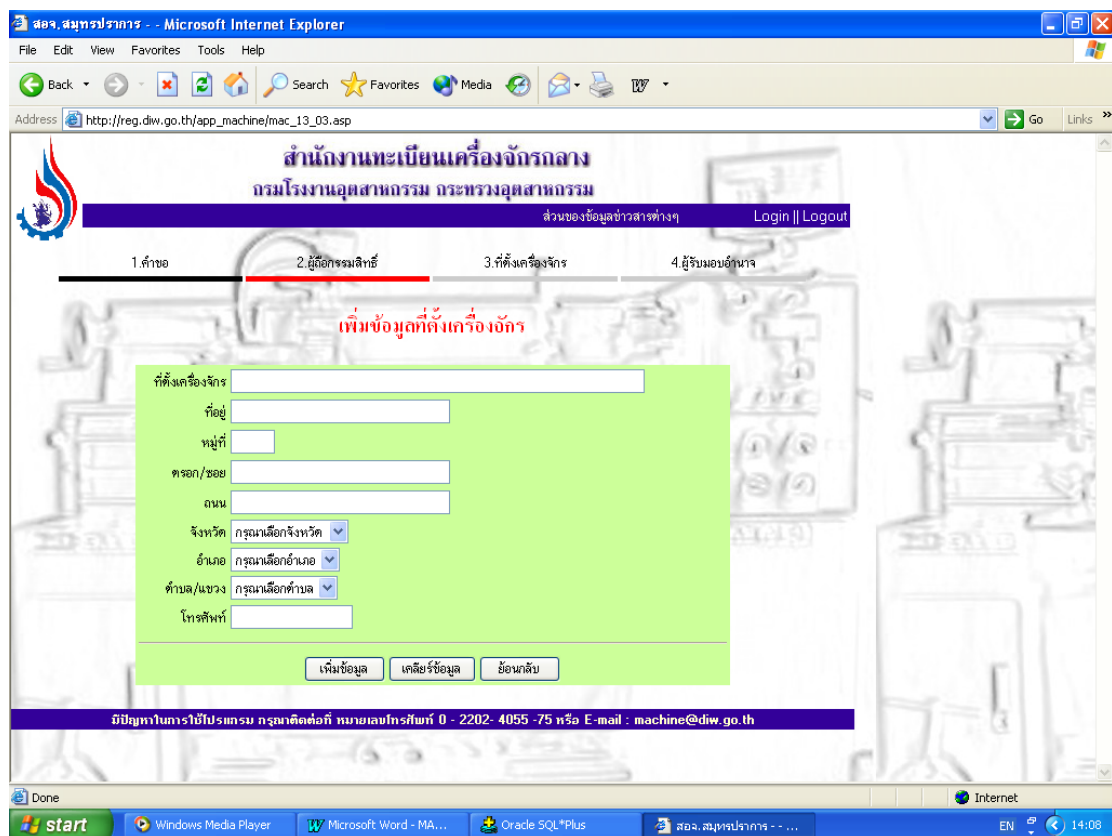 สอจ.สมุทรปราการ - - Microsoft Internet Explorer
File Edit View Favorites Tools Help
Back Search Favorites Media
Address http://reg.diw.go.th/app_machine/mac_13_03.asp Go Links »
สำนักงานทะเบียนเครื่องจักรกลาง
กรมโรงงานอุตสาหกรรม กระทรวงอุตสาหกรรม
ส่วนของข้อมูลข่าวสารต่างๆ Login || Logout
1.คำขอ 2.ผู้ถือกรรมสิทธิ์ 3.ที่ตั้งเครื่องจักร 4.ผู้รับมอบอำนาจ
เพิ่มข้อมูลที่ตั้งเครื่องอักร
ที่ตั้งเครื่องจักร
ที่อยู่
หมู่ที่
ตรอก/ซอย
ถนน
จังหวัด กรุณาเลือกจังหวัด
อำเภอ กรุณาเลือกอำเภอ
ตำบล/แขวง กรุณาเลือกตำบล
โทรศัพท์
เพิ่มข้อมูล เคลียร์ข้อมูล ย้อนกลับ
มีปัญหาในการใช้โปรแกรม กรุณาติดต่อที่ หมายเลขโทรศัพท์ 0 - 2202- 4055 -75 หรือ E-mail : machine@diw.go.th
Done Internet
start Windows Media Player Microsoft Word - MA... Oracle SQL*Plus สอจ.สมุทรปราการ - - ... EN 14:08